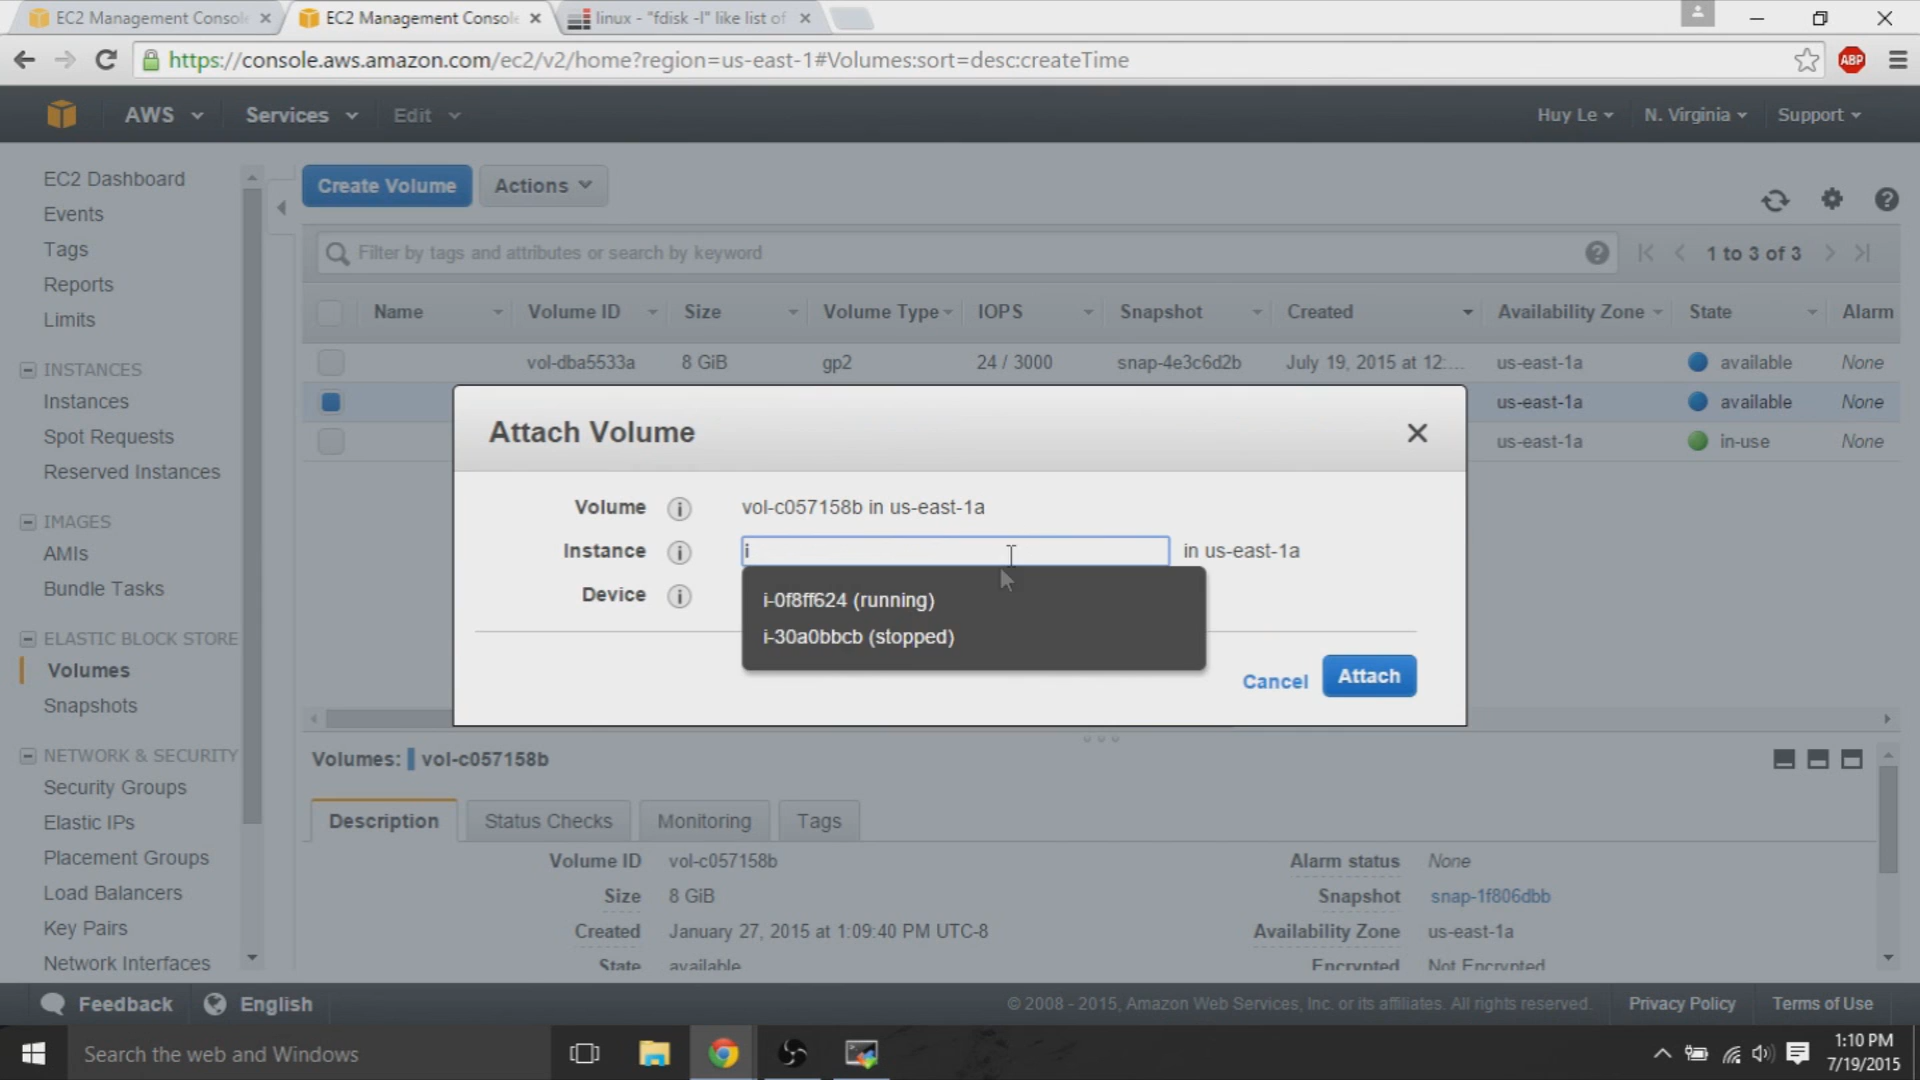 EC2 Management Consol
EC2 Management Consol
linux - "fdisk -l" like list of
https://console.aws.amazon.com/ec2/v2/home?region=us-east-1#Volumes:sort=desc:createTime
ABP
AWS
Services
Edit
Huy Le
N. Virginia
Support
EC2 Dashboard
Events
Tags
Reports
Limits
INSTANCES
Instances
Spot Requests
Reserved Instances
IMAGES
AMIs
Bundle Tasks
ELASTIC BLOCK STORE
Volumes
Snapshots
NETWORK & SECURITY
Security Groups
Elastic IPs
Placement Groups
Load Balancers
Key Pairs
Network Interfaces
Create Volume
Actions
Filter by tags and attributes or search by keyword
1 to 3 of 3
Name Volume ID Size Volume Type IOPS Snapshot Created Availability Zone State Alarm
vol-dba5533a 8 GiB gp2 24 / 3000 snap-4e3c6d2b July 19, 2015 at 12:... us-east-1a available None
us-east-1a available None
us-east-1a in-use None
Attach Volume
Volume i vol-c057158b in us-east-1a
Instance i i in us-east-1a
Device i
i-0f8ff624 (running)
i-30a0bbcb (stopped)
Cancel
Attach
Volumes: vol-c057158b
Description
Status Checks
Monitoring
Tags
Volume ID vol-c057158b
Size 8 GiB
Created January 27, 2015 at 1:09:40 PM UTC-8
State available
Alarm status None
Snapshot snap-1f806dbb
Availability Zone us-east-1a
Encrypted Not Encrypted
Feedback
English
© 2008 - 2015, Amazon Web Services, Inc. or its affiliates. All rights reserved.
Privacy Policy
Terms of Use
Search the web and Windows
1:10 PM
7/19/2015